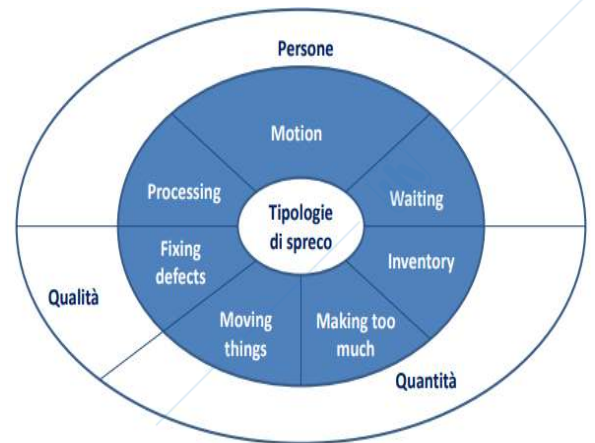 Persone
Motion
Processing
Waiting
Tipologie
di spreco
Fixing
defects
Inventory
Qualità
Moving
things
Making too
much
Quantità